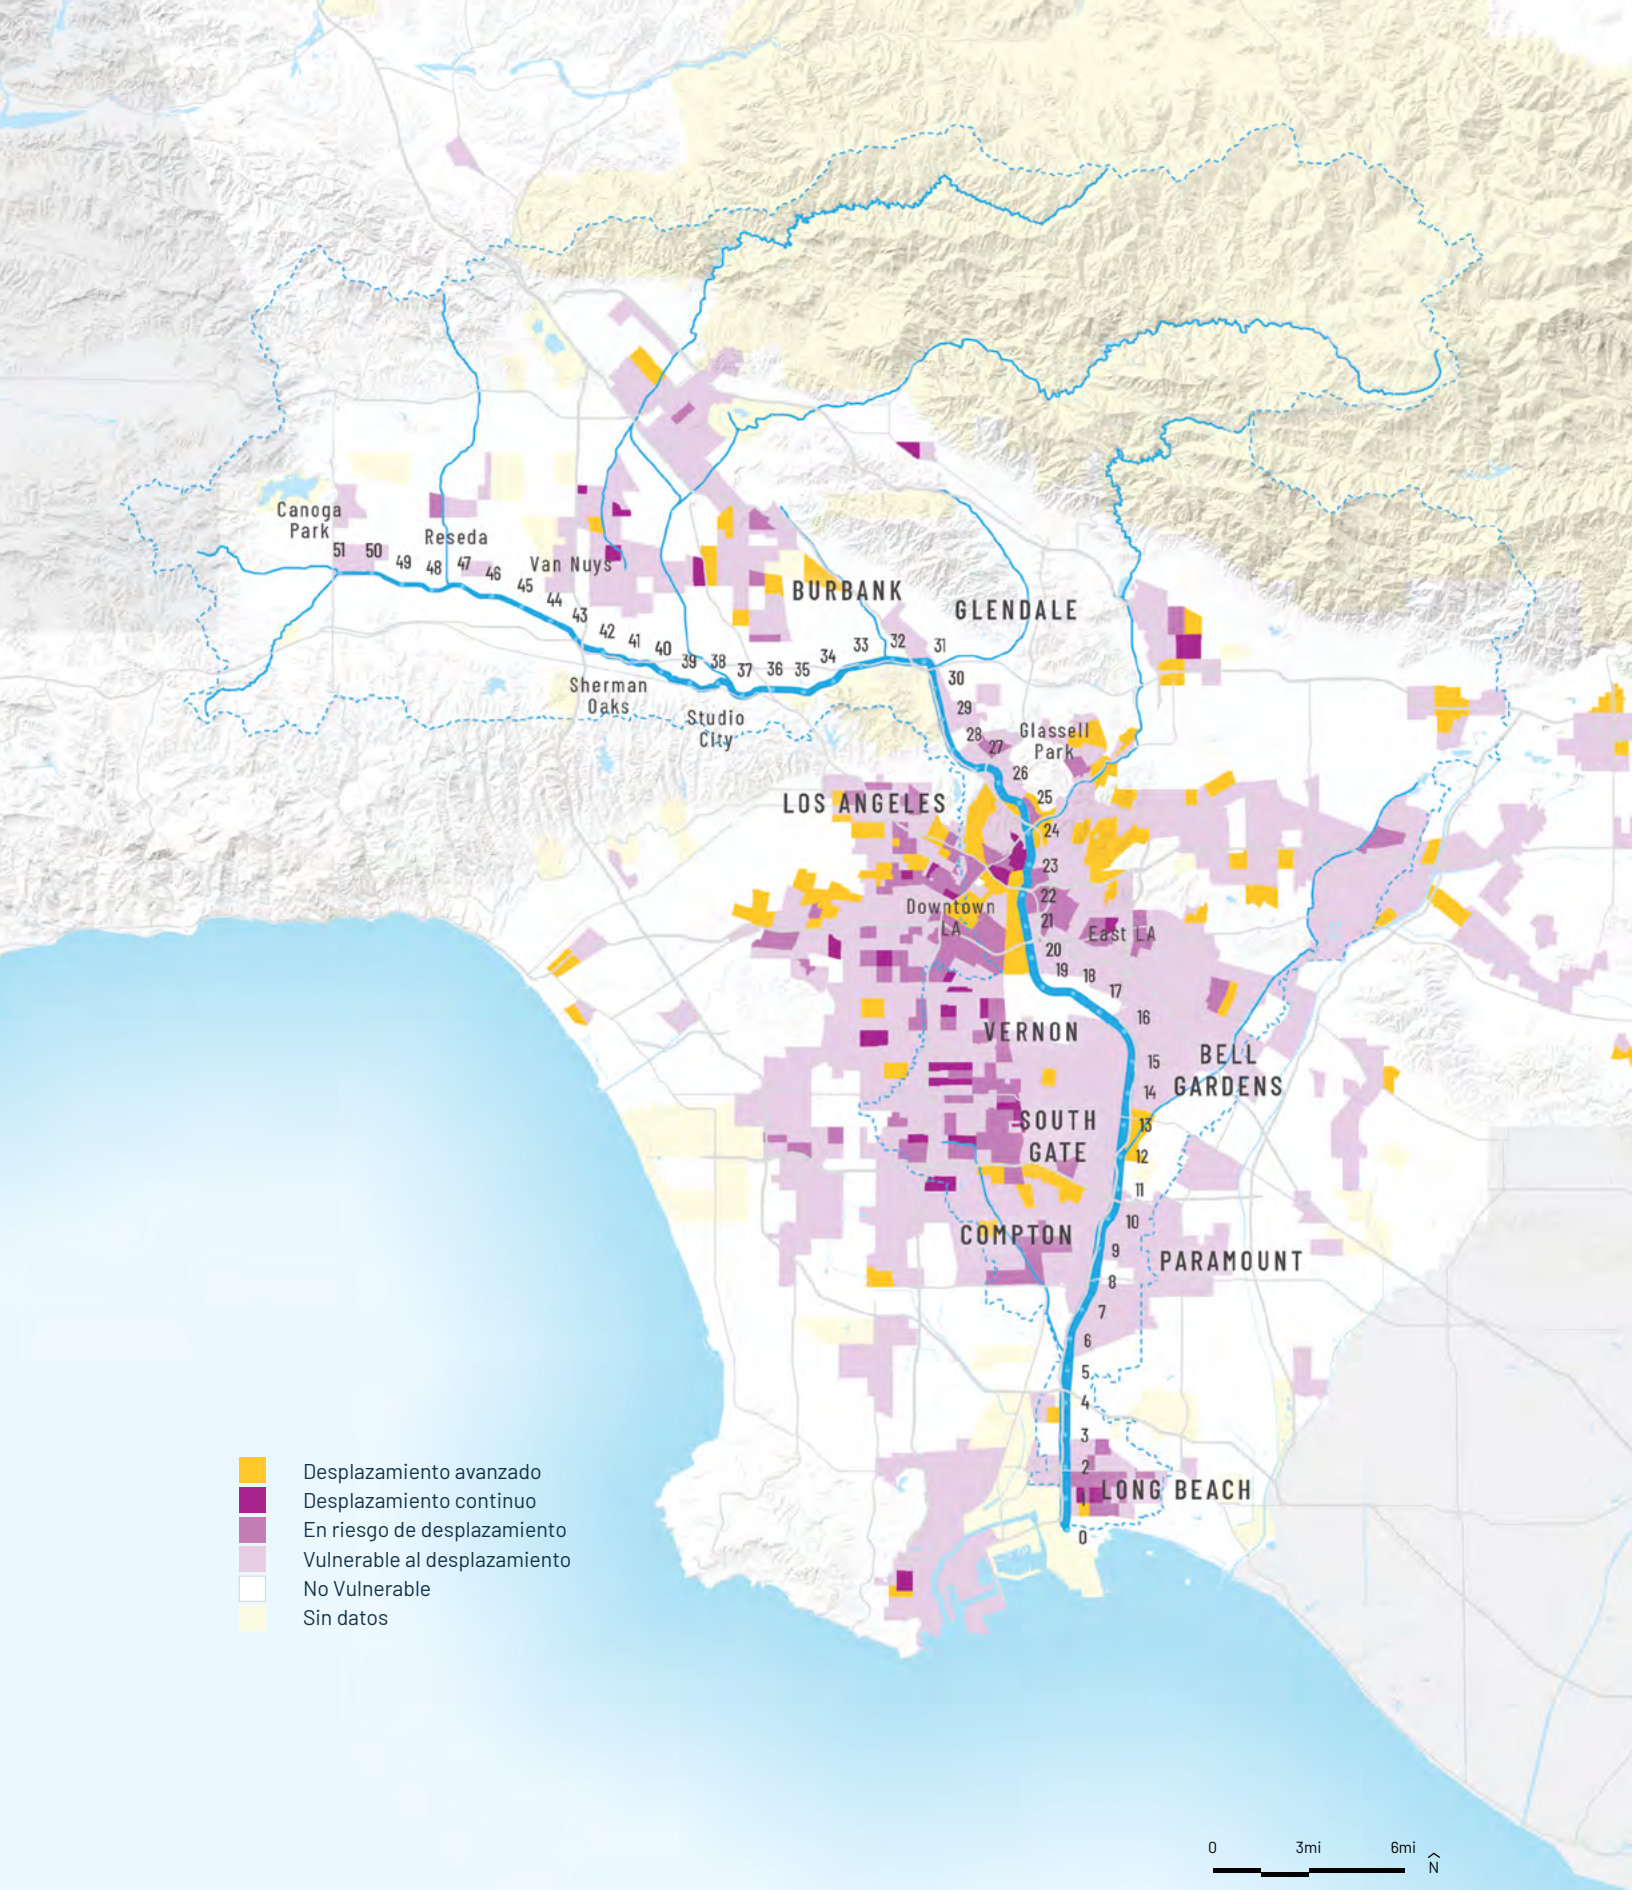 Canoga
Park
51
50
49
48
Reseda
47
46
45
Van Nuys
44
43
42
41
40
39
38
37
36
35
34
33
32
31
BURBANK
GLENDALE
Sherman
Oaks
Studio
City
30
29
28
27
Glassell
Park
26
25
24
23
22
21
20
19
18
17
16
15
14
13
12
11
10
9
8
7
6
5
4
3
2
1
0
LOS ANGELES
Downtown
LA
East LA
VERNON
BELL
GARDENS
SOUTH
GATE
COMPTON
PARAMOUNT
LONG BEACH
Desplazamiento avanzado
Desplazamiento continuo
En riesgo de desplazamiento
Vulnerable al desplazamiento
No Vulnerable
Sin datos
0 3mi 6mi
N